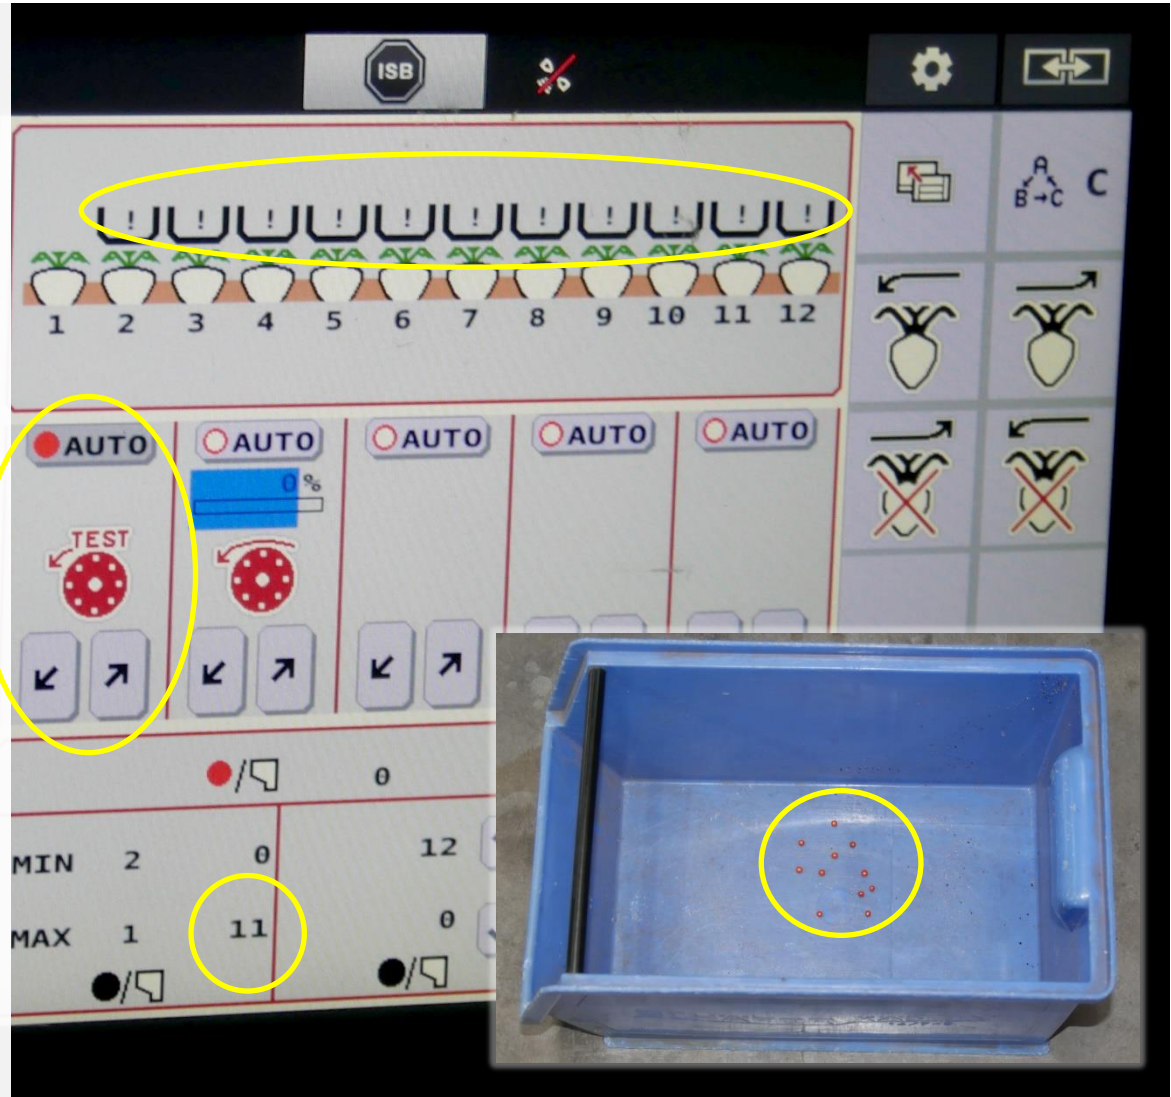 ISB
A
B→C C
! ! ! ! ! ! ! ! ! ! !
1 2 3 4 5 6 7 8 9 10 11 12
AUTO AUTO AUTO AUTO AUTO
0 %
TEST
/ 0
MIN 2 0 12
MAX 1 11 0
/ /